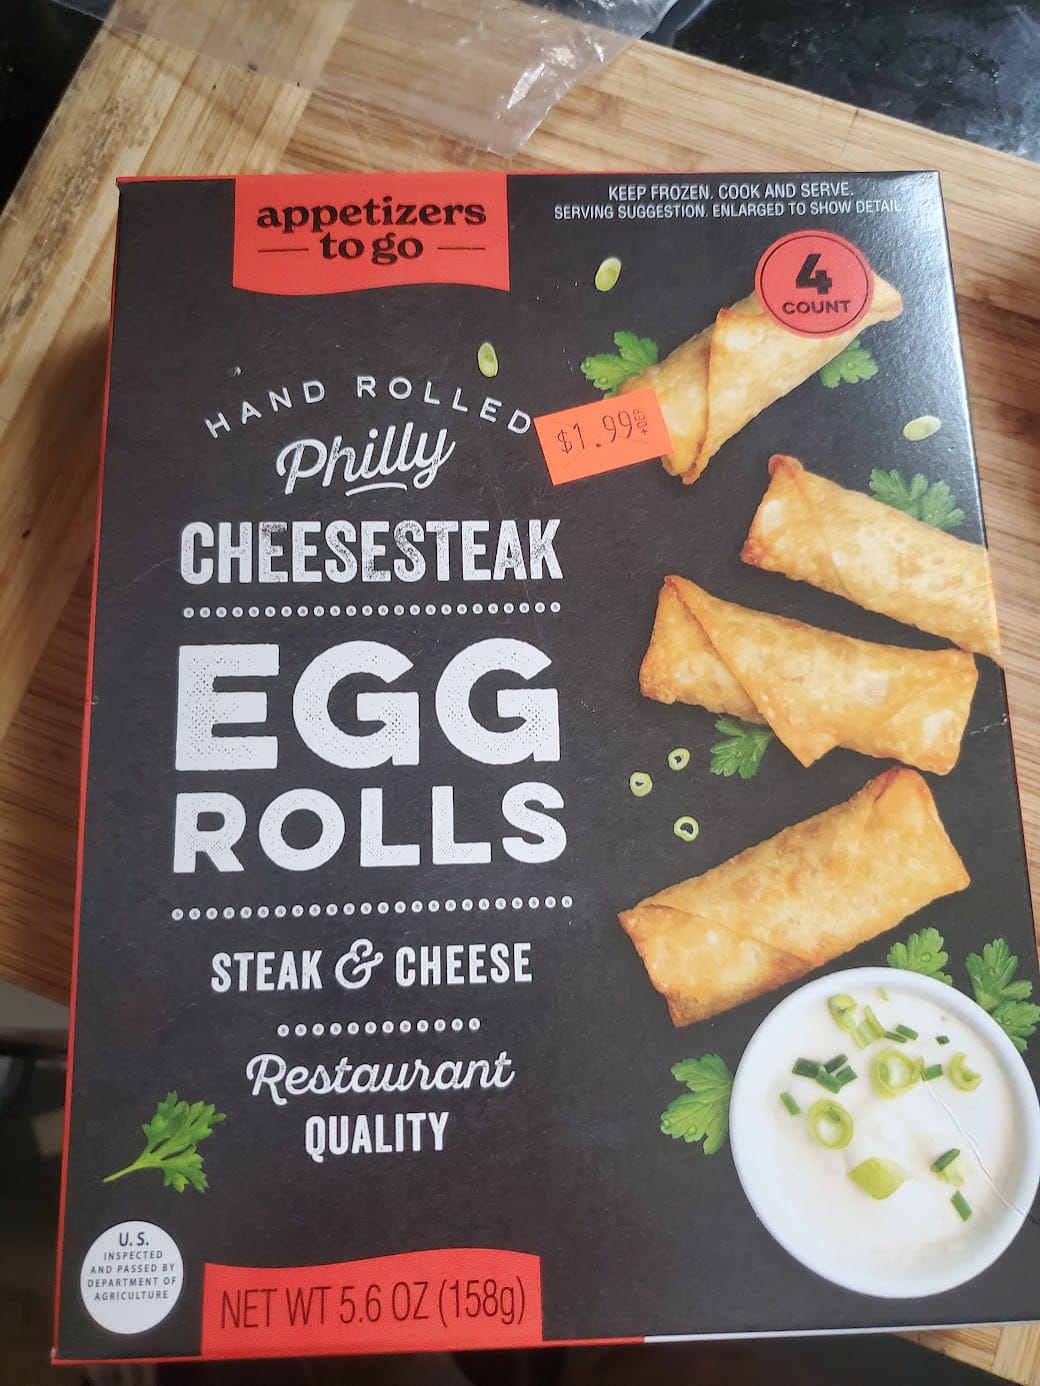 appetizers
to go
KEEP FROZEN. COOK AND SERVE.
SERVING SUGGESTION. ENLARGED TO SHOW DETAIL.
4
COUNT
HAND ROLLED
Philly
$1.99 +DEP
CHEESESTEAK
EGG
ROLLS
STEAK & CHEESE
Restaurant
QUALITY
U.S.
INSPECTED
AND PASSED BY
DEPARTMENT OF
AGRICULTURE
NET WT 5.6 OZ (158g)